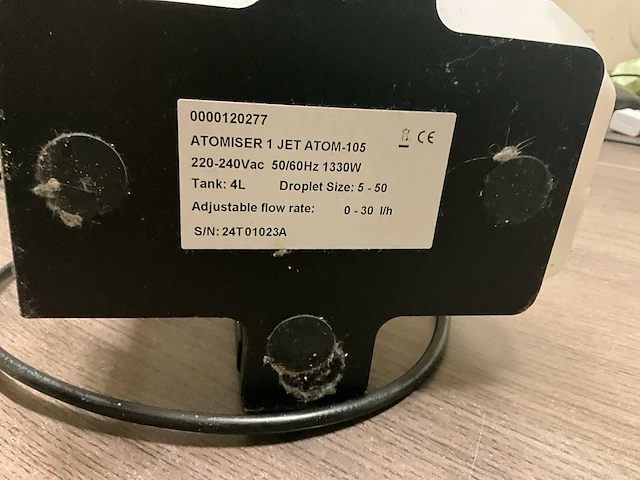 0000120277
ATOMISER 1 JET ATOM-105 CE
220-240Vac 50/60Hz 1330W
Tank: 4L Droplet Size: 5 - 50
Adjustable flow rate: 0 - 30 l/h
S/N: 24T01023A